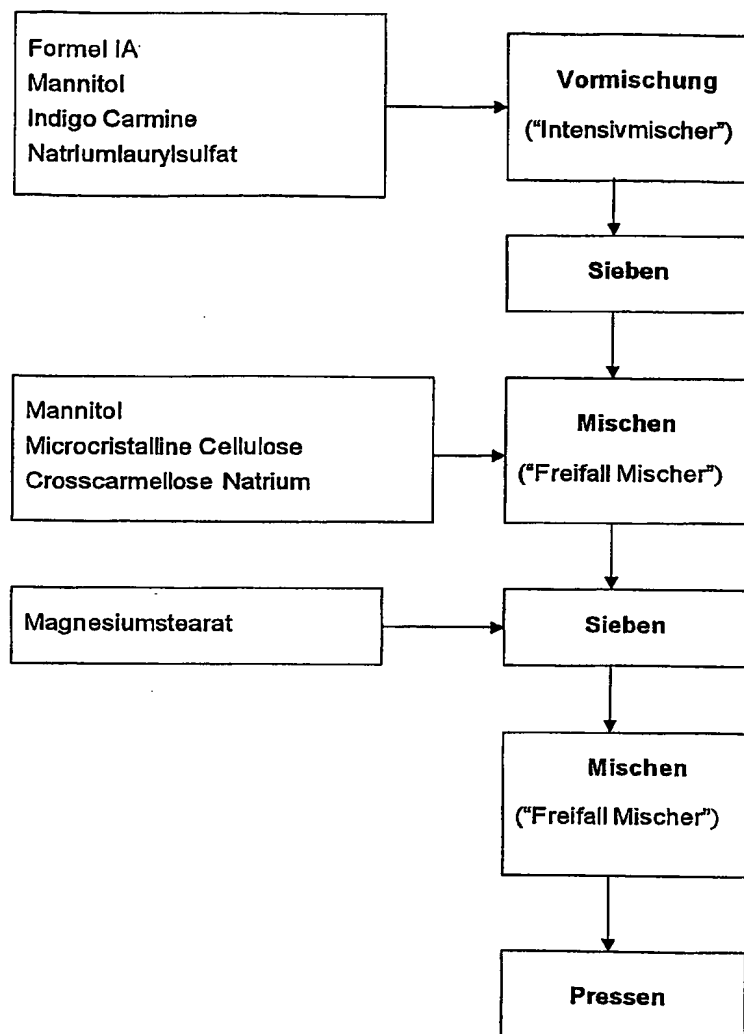 Formel IA
Mannitol
Indigo Carmine
Natriumlaurylsulfat
Vormischung
("Intensivmischer")
Sieben
Mannitol
Microcristalline Cellulose
Crosscarmellose Natrium
Mischen
("Freifall Mischer")
Magnesiumstearat
Sieben
Mischen
("Freifall Mischer")
Pressen